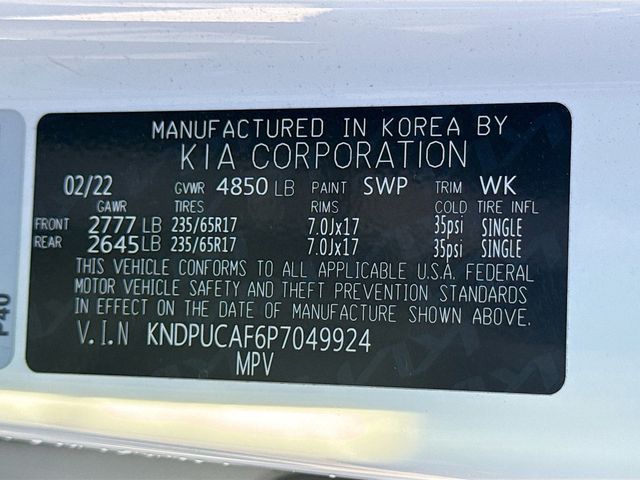 MANUFACTURED IN KOREA BY
KIA CORPORATION
02/22 GVWR 4850 LB PAINT SWP TRIM WK
GAWR TIRES RIMS COLD TIRE INFL
FRONT 2777 LB 235/65R17 7.0Jx17 35psi SINGLE
REAR 2645 LB 235/65R17 7.0Jx17 35psi SINGLE
THIS VEHICLE CONFORMS TO ALL APPLICABLE U.S.A. FEDERAL
MOTOR VEHICLE SAFETY AND THEFT PREVENTION STANDARDS
IN EFFECT ON THE DATE OF MANUFACTURE SHOWN ABOVE.
V.I.N KNDPUCAF6P7049924
MPV
P40